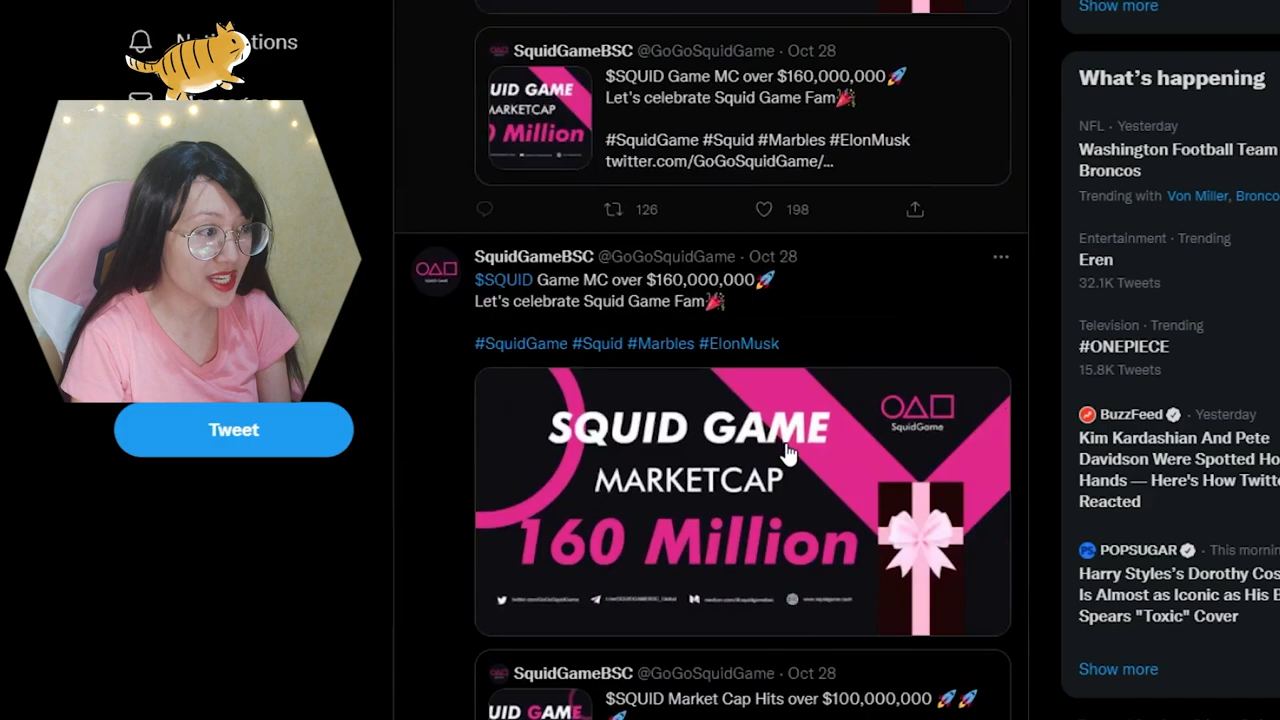 Show more
SquidGameBSC @GoGoSquidGame · Oct 28
UID GAME
MARKETCAP
Million
$SQUID Game MC over $160,000,000🚀
Let's celebrate Squid Game Fam🎉
#SquidGame #Squid #Marbles #ElonMusk
twitter.com/GoGoSquidGame/...
126
198
SquidGameBSC @GoGoSquidGame · Oct 28
$SQUID Game MC over $160,000,000🚀
Let's celebrate Squid Game Fam🎉
#SquidGame #Squid #Marbles #ElonMusk
SQUID GAME
MARKETCAP
160 Million
SquidGame
SquidGameBSC @GoGoSquidGame · Oct 28
UID GAME
$SQUID Market Cap Hits over $100,000,000 🚀🚀
Tweet
What's happening
NFL · Yesterday
Washington Football Team
Broncos
Trending with Von Miller, Bronco
Entertainment · Trending
Eren
32.1K Tweets
Television · Trending
#ONEPIECE
15.8K Tweets
BuzzFeed · Yesterday
Kim Kardashian And Pete
Davidson Were Spotted Ho
Hands — Here's How Twitte
Reacted
POPSUGAR · This mornin
Harry Styles's Dorothy Cos
Is Almost as Iconic as His B
Spears "Toxic" Cover
Show more